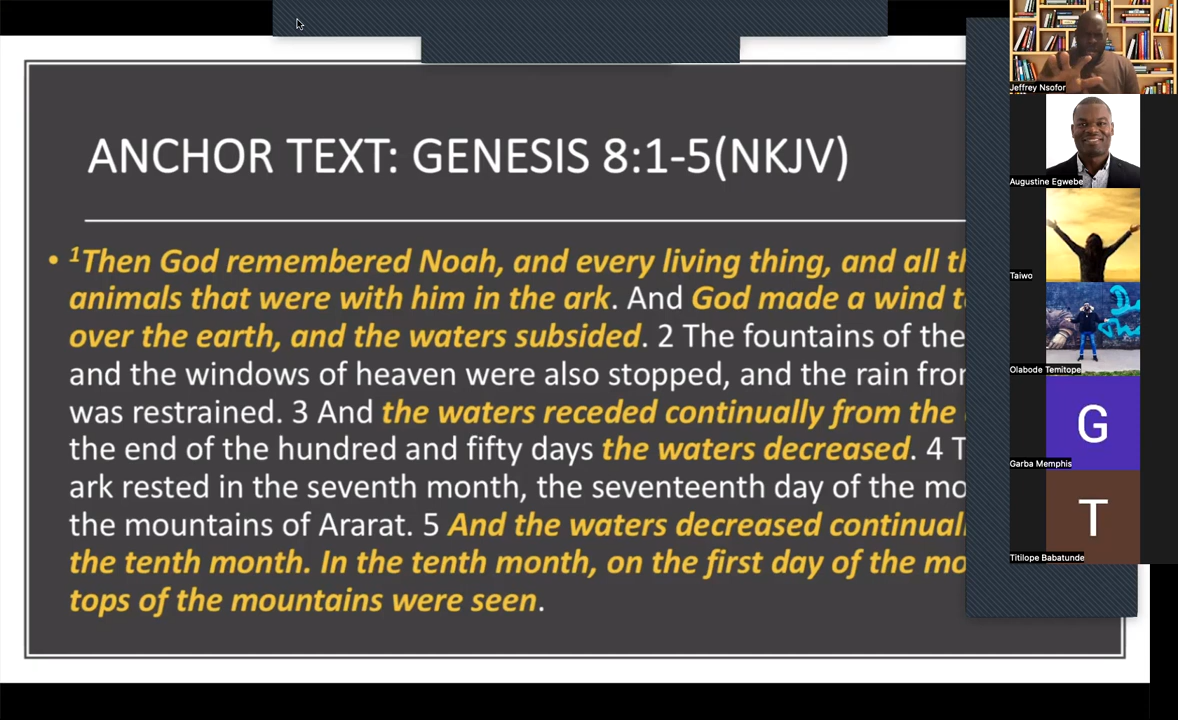 ANCHOR TEXT: GENESIS 8:1-5(NKJV)
• 1Then God remembered Noah, and every living thing, and all
animals that were with him in the ark. And God made a wind
over the earth, and the waters subsided. 2 The fountains of the
and the windows of heaven were also stopped, and the rain
was restrained. 3 And the waters receded continually from the
the end of the hundred and fifty days the waters decreased. 4
ark rested in the seventh month, the seventeenth day of the
the mountains of Ararat. 5 And the waters decreased
the tenth month. In the tenth month, on the first day of the
tops of the mountains were seen.
Jeffrey Nsofor
Augustine Egwebe
Taiwo
Olabode Temitope
G
Garba Memphis
T
Titilope Babatunde